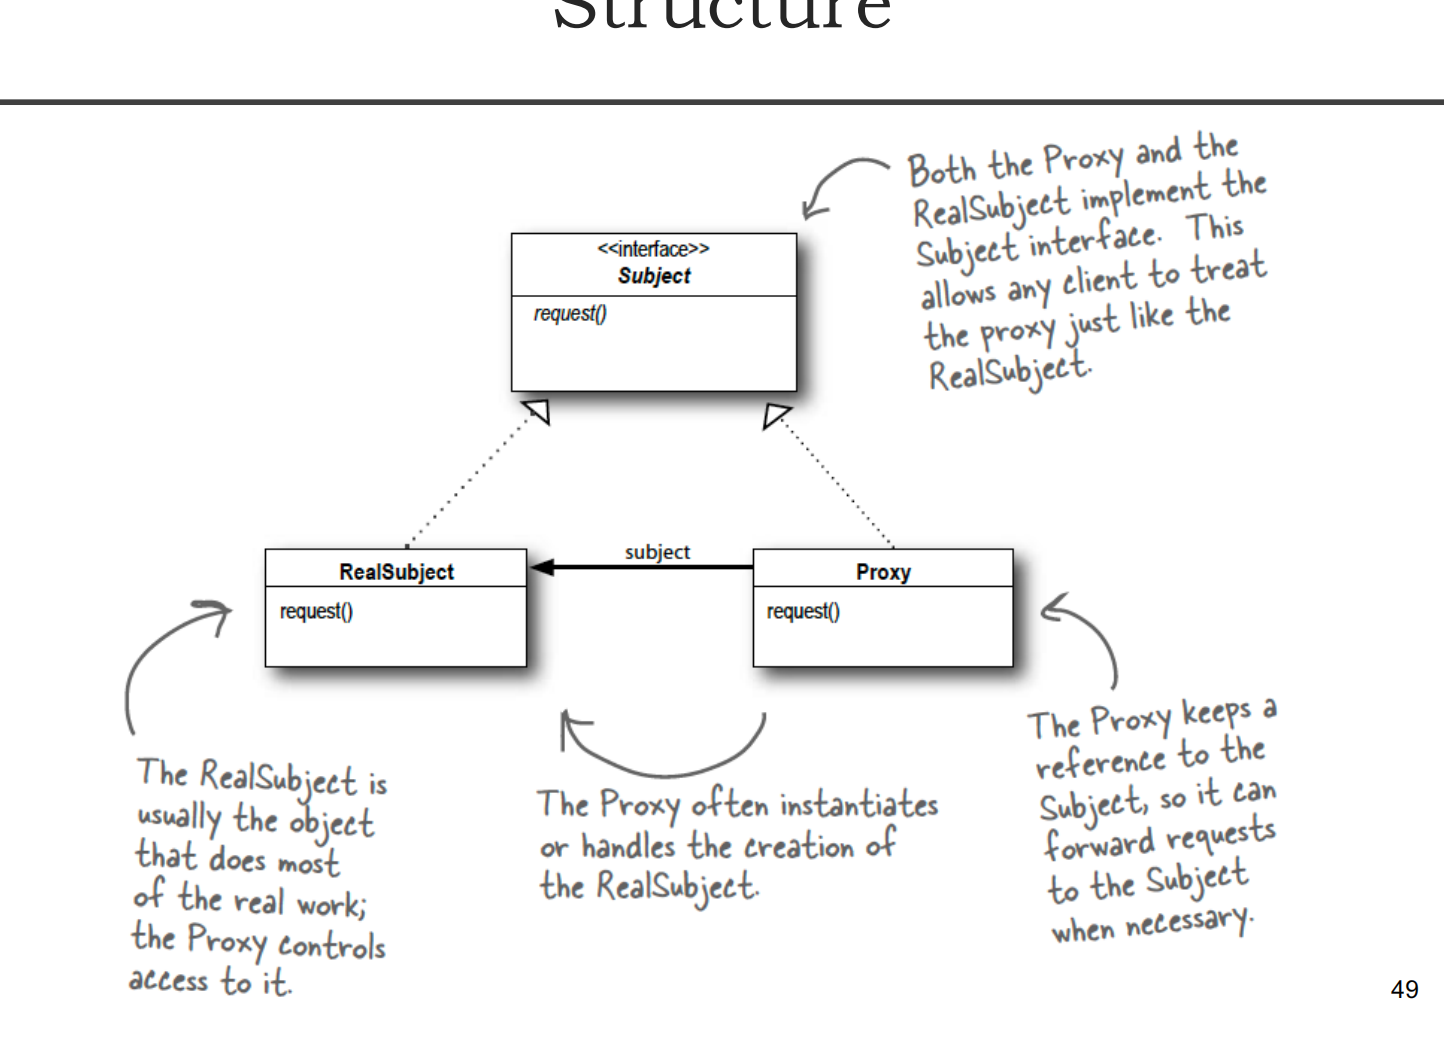 Structure
Both the Proxy and the
RealSubject implement the
Subject interface. This
allows any client to treat
the proxy just like the
RealSubject.
<<interface>>
Subject
request()
subject
RealSubject
request()
Proxy
request()
The RealSubject is
usually the object
that does most
of the real work;
the Proxy controls
access to it.
The Proxy often instantiates
or handles the creation of
the RealSubject.
The Proxy keeps a
reference to the
Subject, so it can
forward requests
to the Subject
when necessary.
49